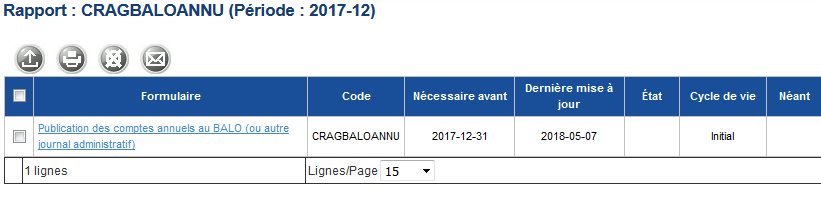 Rapport : CRAGBALOANNU (Période : 2017-12)
Formulaire Code Nécessaire avant Dernière mise à jour État Cycle de vie Néant
Publication des comptes annuels au BALO (ou autre journal administratif) CRAGBALOANNU 2017-12-31 2018-05-07 Initial
1 lignes Lignes/Page 15